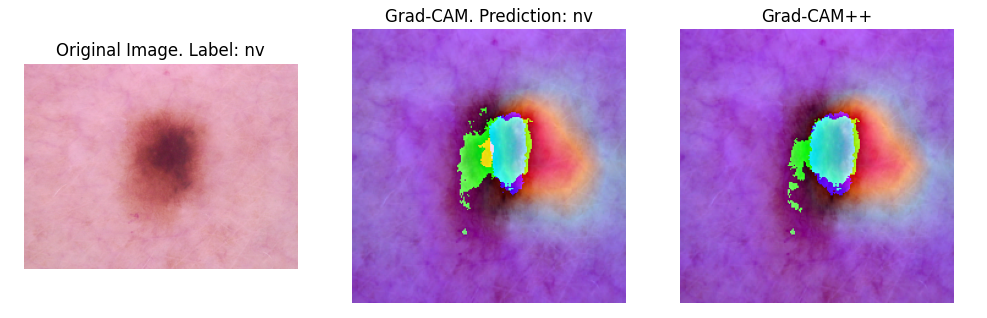 Original Image. Label: nv
Grad-CAM. Prediction: nv
Grad-CAM++